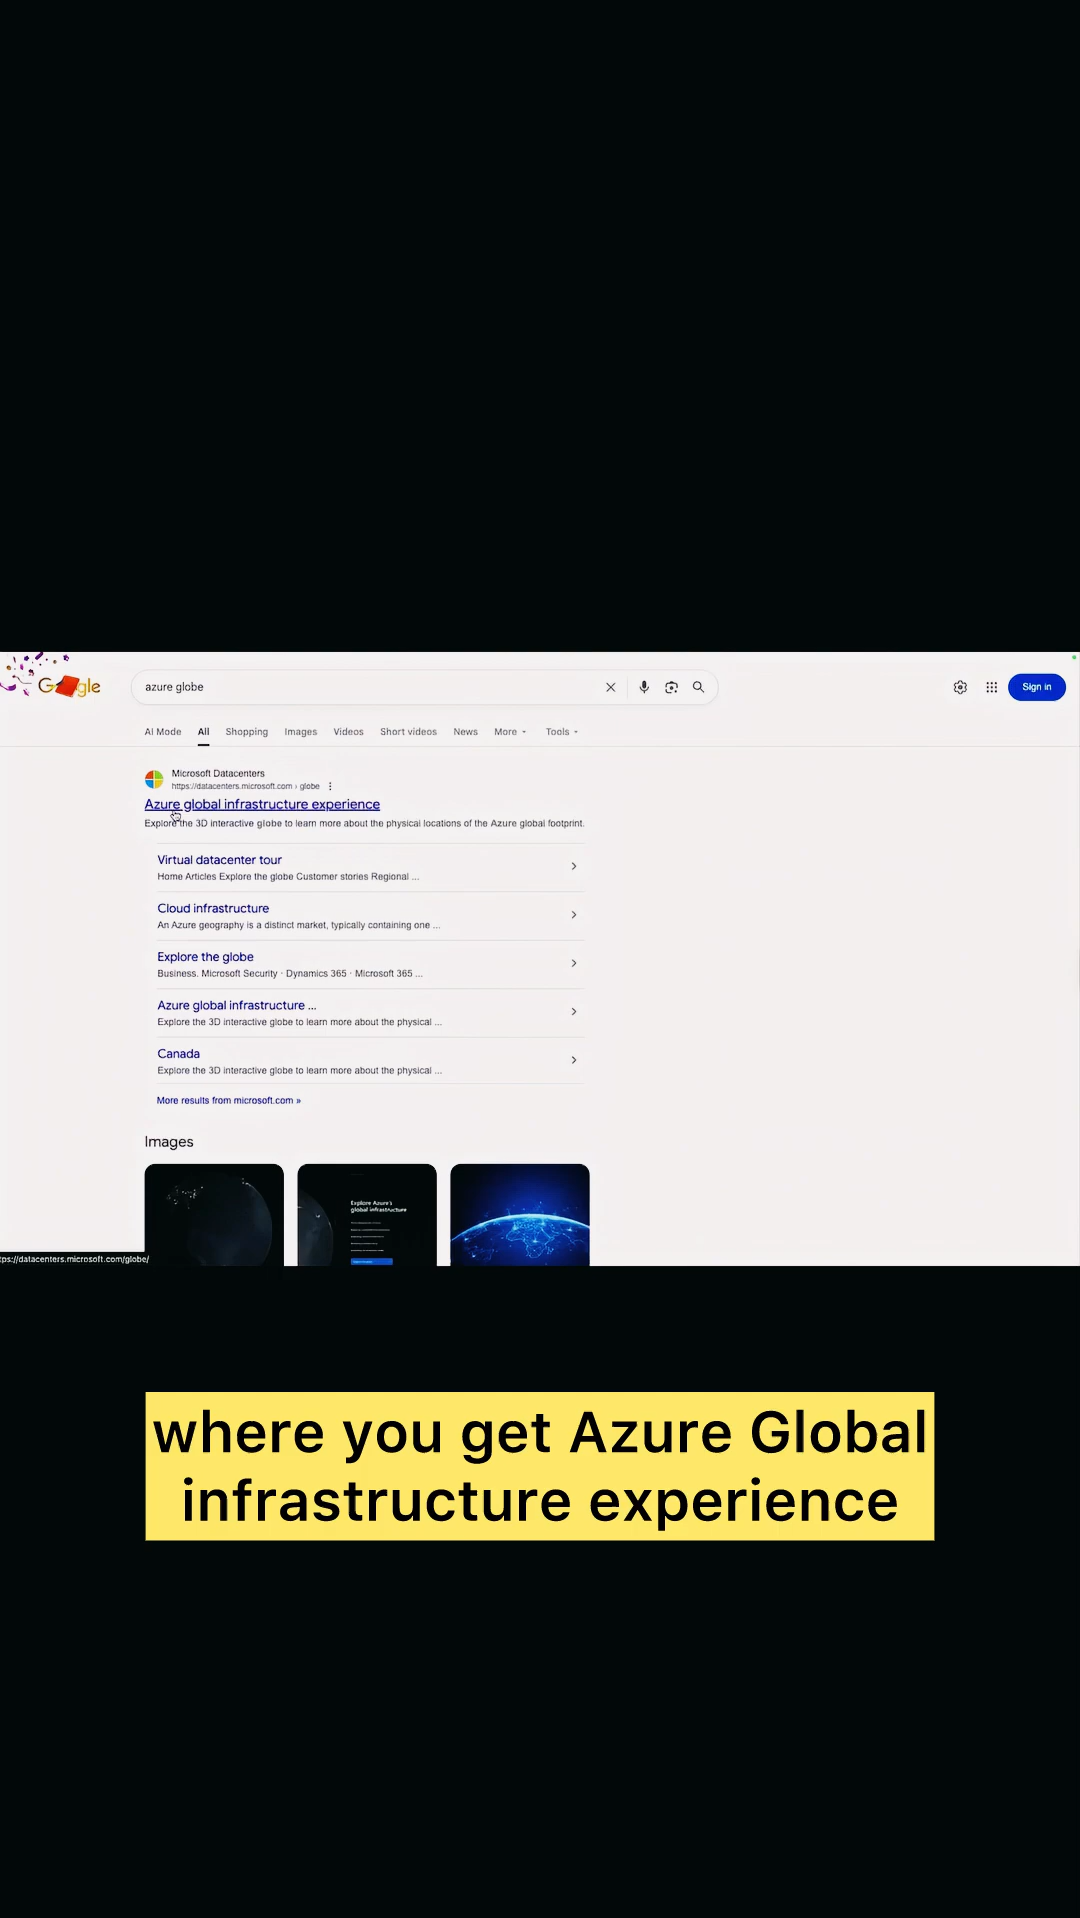 Google
azure globe
Sign in
AI Mode All Shopping Images Videos Short videos News More Tools
Microsoft Datacenters
https://datacenters.microsoft.com › globe
Azure global infrastructure experience
Explore the 3D interactive globe to learn more about the physical locations of the Azure global footprint.
Virtual datacenter tour
Home Articles Explore the globe Customer stories Regional ...
Cloud infrastructure
An Azure geography is a distinct market, typically containing one ...
Explore the globe
Business. Microsoft Security · Dynamics 365 · Microsoft 365 ...
Azure global infrastructure ...
Explore the 3D interactive globe to learn more about the physical ...
Canada
Explore the 3D interactive globe to learn more about the physical ...
More results from microsoft.com »
Images
Explore Azure's
global infrastructure
tps://datacenters.microsoft.com/globe/
where you get Azure Global
infrastructure experience